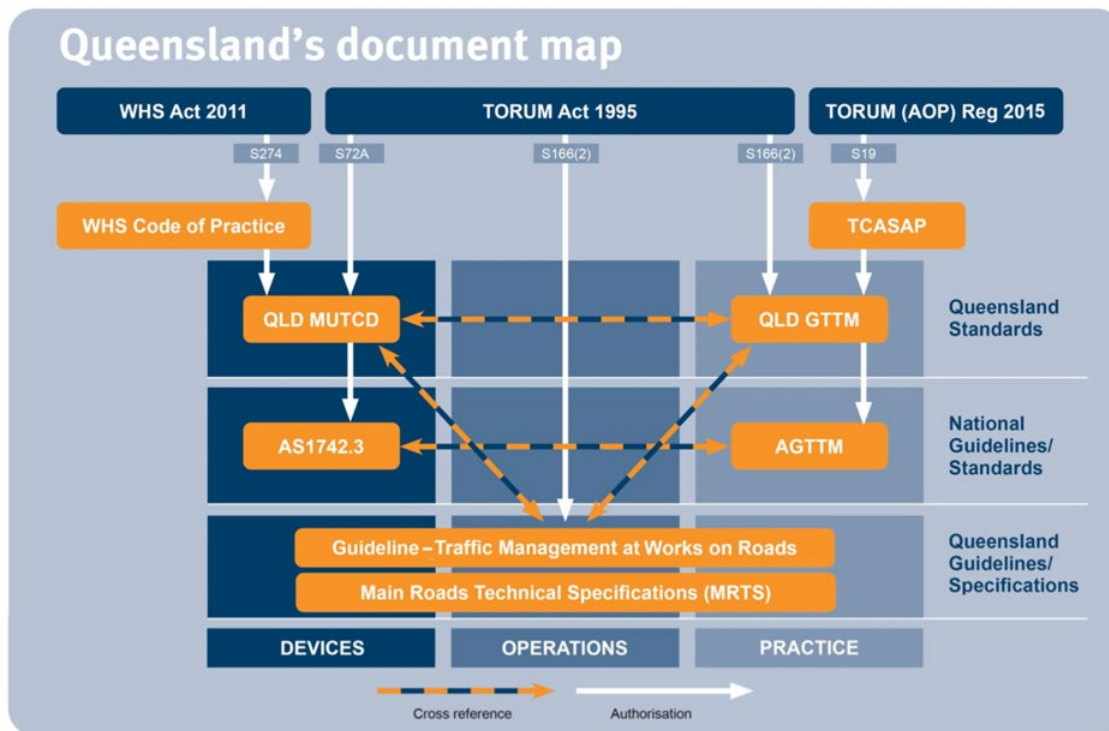 Queensland's document map
WHS Act 2011
TORUM Act 1995
TORUM (AOP) Reg 2015
S274
S72A
S166(2)
S166(2)
S19
WHS Code of Practice
TCASAP
QLD MUTCD
QLD GTTM
Queensland
Standards
AS1742.3
AGTTM
National
Guidelines/
Standards
Guideline – Traffic Management at Works on Roads
Main Roads Technical Specifications (MRTS)
Queensland
Guidelines/
Specifications
DEVICES
OPERATIONS
PRACTICE
Cross reference
Authorisation